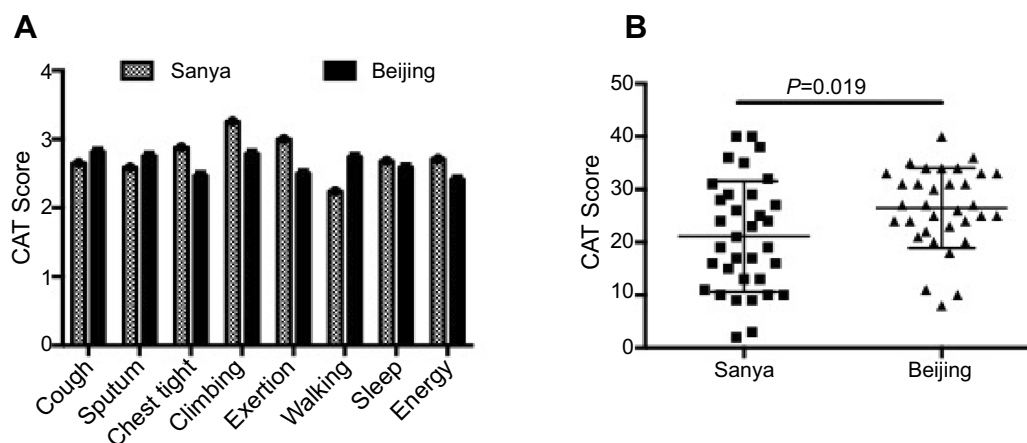 A
Sanya
Beijing
CAT Score
4
3
2
1
0
Cough
Sputum
Chest tight
Climbing
Exertion
Walking
Sleep
Energy
B
P=0.019
CAT Score
50
40
30
20
10
0
Sanya
Beijing